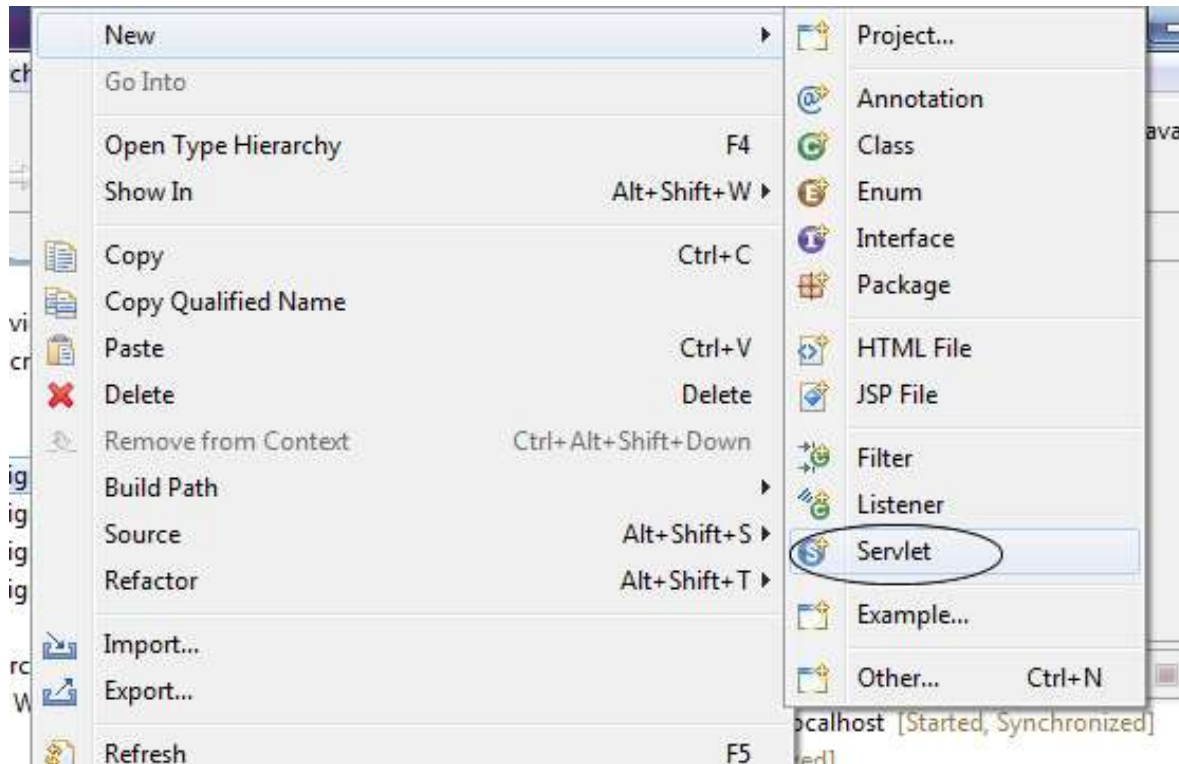 New
Go Into
Open Type Hierarchy F4
Show In Alt+Shift+W
Copy Ctrl+C
Copy Qualified Name
Paste Ctrl+V
Delete Delete
Remove from Context Ctrl+Alt+Shift+Down
Build Path
Source Alt+Shift+S
Refactor Alt+Shift+T
Import...
Export...
Refresh F5
Project...
Annotation
Class
Enum
Interface
Package
HTML File
JSP File
Filter
Listener
Servlet
Example...
Other... Ctrl+N
ocalhost [Started, Synchronized]